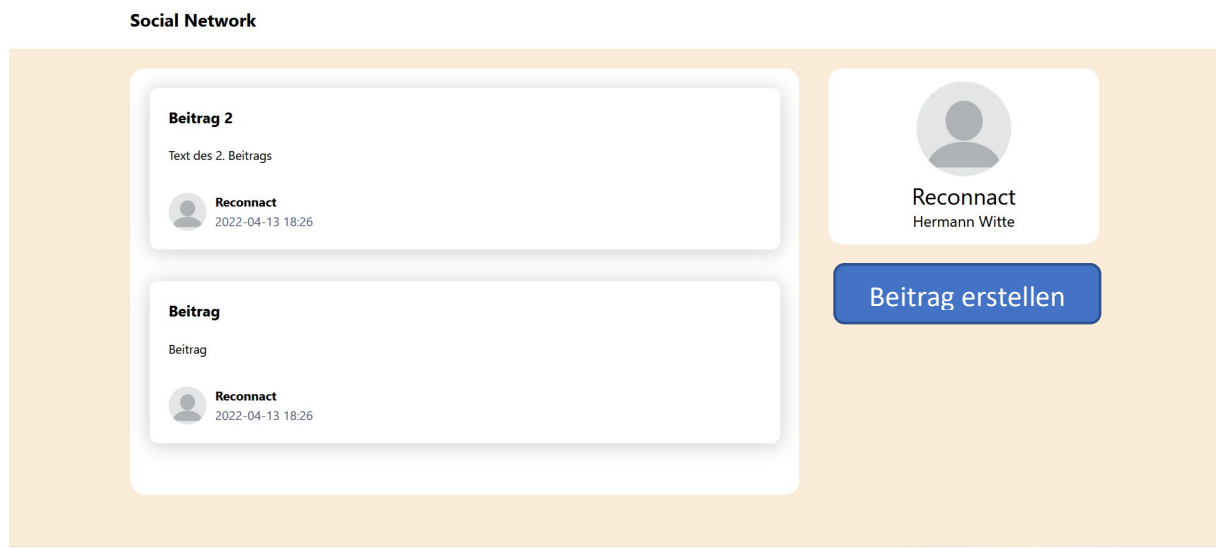 Social Network
Beitrag 2
Text des 2. Beitrags
Reconnact
2022-04-13 18:26
Beitrag
Beitrag
Reconnact
2022-04-13 18:26
Reconnact
Hermann Witte
Beitrag erstellen